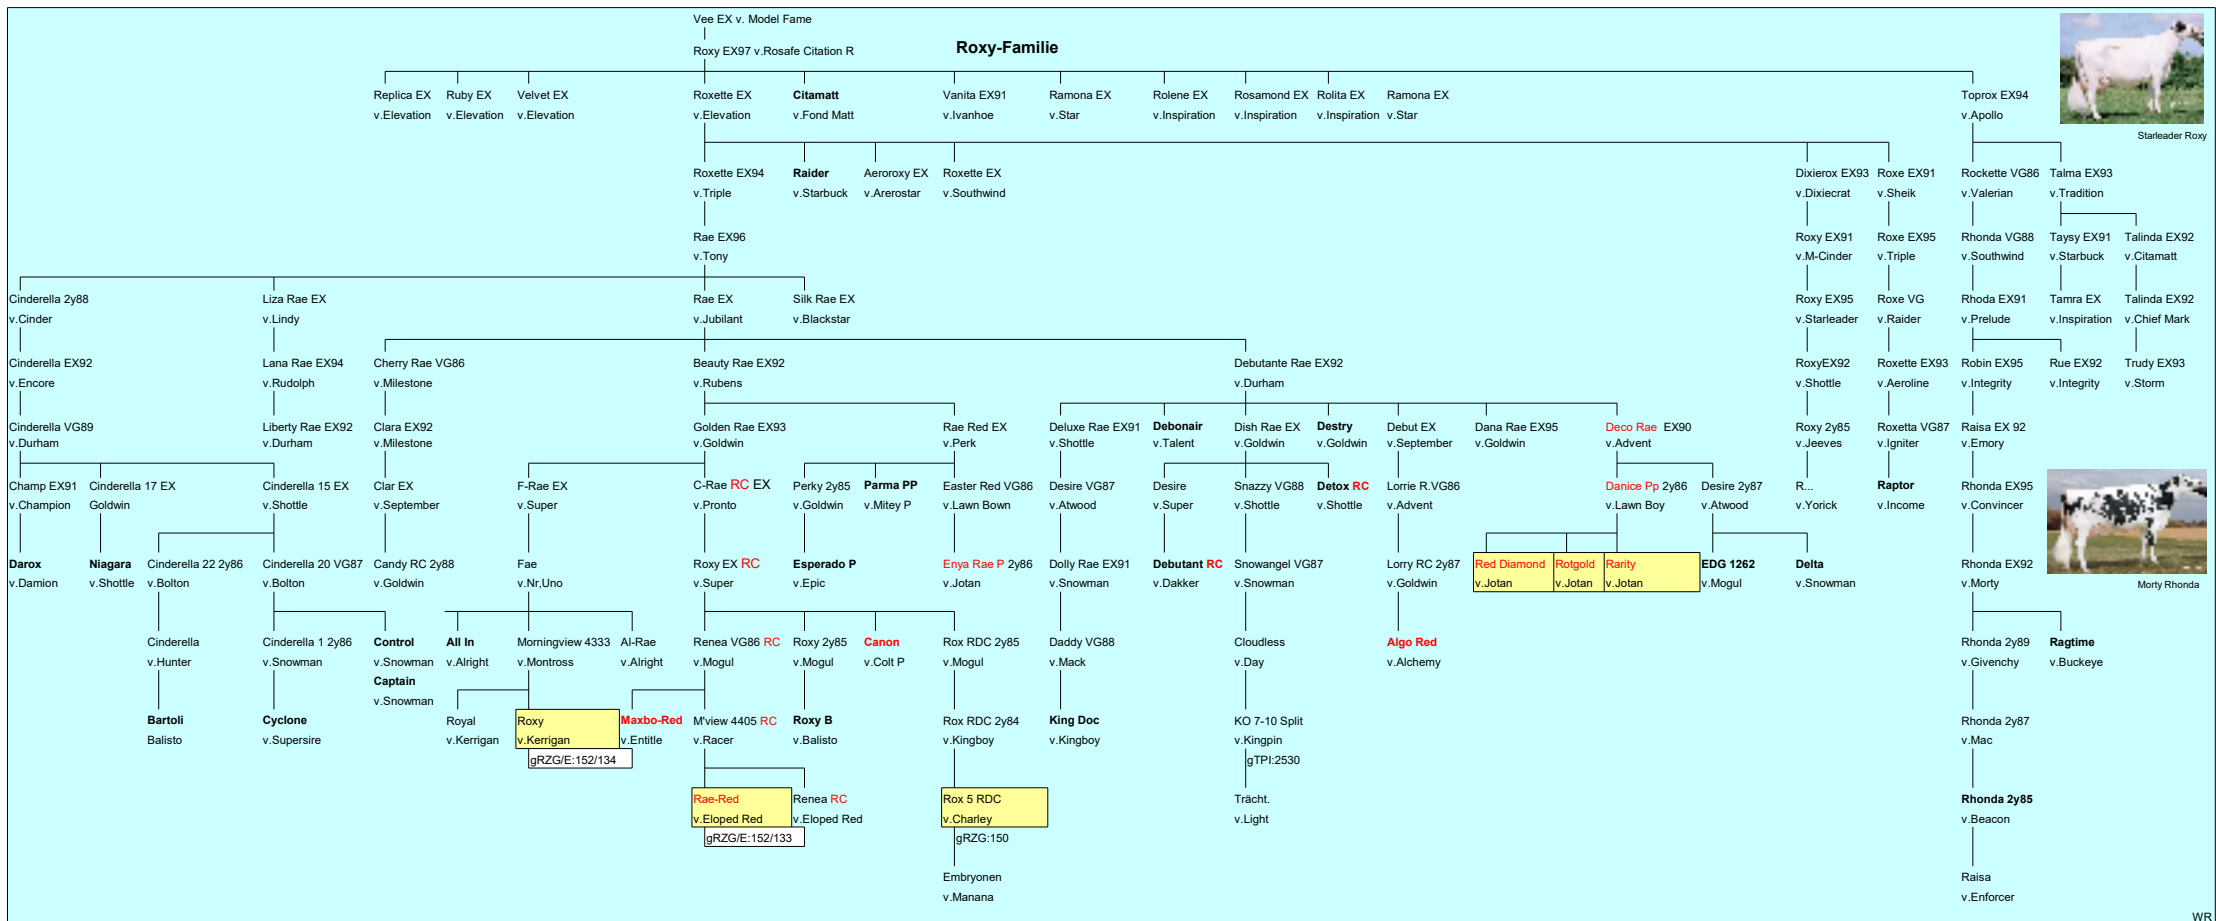 Vee EX v. Model Fame
Roxy EX97 v.Rosafe Citation R
Roxy-Familie
Starleader Roxy
Replica EX Ruby EX Velvet EX Roxette EX Citamatt Vanita EX91 Ramona EX Rolene EX Rosamond EX Rolita EX Ramona EX Toprox EX94
v.Elevation v.Elevation v.Elevation v.Elevation v.Fond Matt v.Ivanhoe v.Star v.Inspiration v.Inspiration v.Inspiration v.Star v.Apollo
Roxette EX94 Raider Aeroroxy EX Roxette EX Dixierox EX93 Roxe EX91 Rockette VG86 Talma EX93
v.Triple v.Starbuck v.Arerostar v.Southwind v.Dixiecrat v.Sheik v.Valerian v.Tradition
Rae EX96 Roxy EX91 Roxe EX95 Rhonda VG88 Taysy EX91 Talinda EX92
v.Tony v.M-Cinder v.Triple v.Southwind v.Starbuck v.Citamatt
Cinderella 2y88 Liza Rae EX Rae EX Silk Rae EX Roxy EX95 Roxe VG Rhoda EX91 Tamra EX Talinda EX92
v.Cinder v.Lindy v.Jubilant v.Blackstar v.Starleader v.Raider v.Prelude v.Inspiration v.Chief Mark
Cinderella EX92 Lana Rae EX94 Cherry Rae VG86 Beauty Rae EX92 Debutante Rae EX92 RoxyEX92 Roxette EX93 Robin EX95 Rue EX92 Trudy EX93
v.Encore v.Rudolph v.Milestone v.Rubens v.Durham v.Shottle v.Aeroline v.Integrity v.Integrity v.Storm
Cinderella VG89 Liberty Rae EX92 Clara EX92 Golden Rae EX93 Rae Red EX Deluxe Rae EX91 Debonair Dish Rae EX Destry Debut EX Dana Rae EX95 Deco Rae EX90 Roxy 2y85 Roxetta VG87 Raisa EX 92
v.Durham v.Durham v.Milestone v.Goldwin v.Perk v.Shottle v.Talent v.Goldwin v.Goldwin v.September v.Goldwin v.Advent v.Jeeves v.Igniter v.Emory
Champ EX91 Cinderella 17 EX Cinderella 15 EX Clar EX F-Rae EX C-Rae RC EX Perky 2y85 Parma PP Easter Red VG86 Desire VG87 Desire Snazzy VG88 Detox RC Lorrie R.VG86 Danice Pp 2y86 Desire 2y87 R... Raptor Rhonda EX95
v.Champion Goldwin v.Shottle v.September v.Super v.Pronto v.Goldwin v.Mitey P v.Lawn Bown v.Atwood v.Super v.Shottle v.Shottle v.Advent v.Lawn Boy v.Atwood v.Yorick v.Income v.Convincer
Darox Niagara Cinderella 22 2y86 Cinderella 20 VG87 Candy RC 2y88 Fae Roxy EX RC Esperado P Enya Rae P 2y86 Dolly Rae EX91 Debutant RC Snowangel VG87 Lorry RC 2y87 Red Diamond Rotgold Rarity EDG 1262 Delta Rhonda EX92
v.Damion v.Shottle v.Bolton v.Bolton v.Goldwin v.Nr,Uno v.Super v.Epic v.Jotan v.Snowman v.Dakker v.Snowman v.Goldwin v.Jotan v.Jotan v.Jotan v.Mogul v.Snowman v.Morty
Morty Rhonda
Cinderella Cinderella 1 2y86 Control All In Morningview 4333 Al-Rae Renea VG86 RC Roxy 2y85 Canon Rox RDC 2y85 Daddy VG88 Cloudless Algo Red Rhonda 2y89 Ragtime
v.Hunter v.Snowman v.Snowman v.Alright v.Montross v.Alright v.Mogul v.Mogul v.Colt P v.Mogul v.Mack v.Day v.Alchemy v.Givenchy v.Buckeye
Captain
v.Snowman
Bartoli Cyclone Royal Roxy Maxbo-Red M'view 4405 RC Roxy B Rox RDC 2y84 King Doc KO 7-10 Split Rhonda 2y87
Balisto v.Supersire v.Kerrigan v.Kerrigan v.Entitle v.Racer v.Balisto v.Kingboy v.Kingboy v.Kingpin v.Mac
gRZG/E:152/134 gTPI:2530
Rae-Red Renea RC Rox 5 RDC Trächt. Rhonda 2y85
v.Eloped Red v.Eloped Red v.Charley v.Light v.Beacon
gRZG/E:152/133 gRZG:150
Embryonen Raisa
v.Manana v.Enforcer
WR